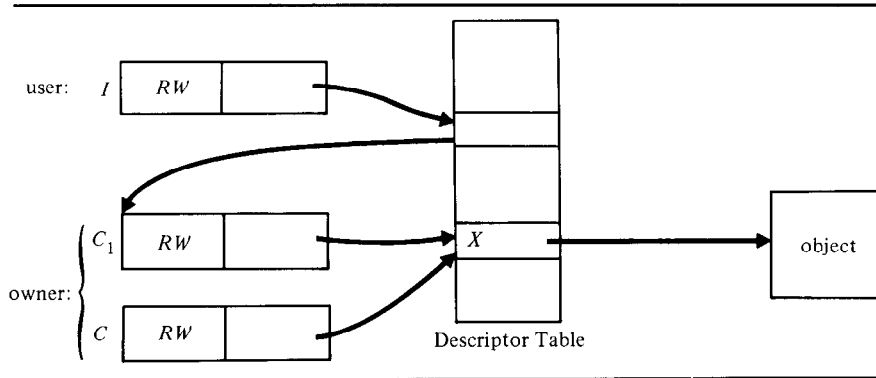 user: I RW
C1 RW X object
owner:
C RW
Descriptor Table